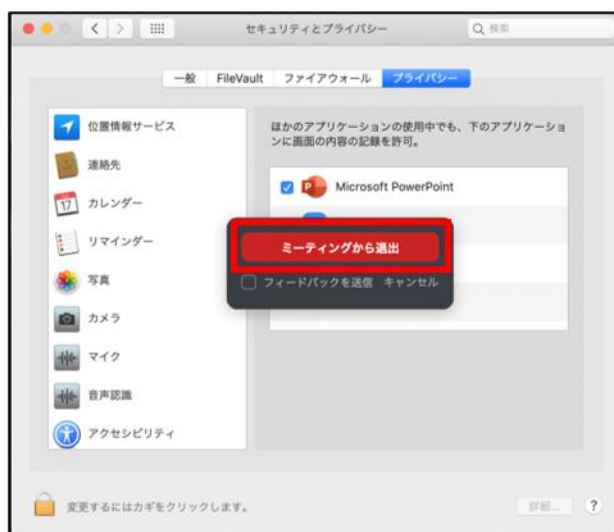 セキュリティとプライバシー
検索
一般 FileVault ファイアウォール プライバシー
位置情報サービス
連絡先
17 カレンダー
リマインダー
写真
カメラ
マイク
音声認識
アクセシビリティ
ほかのアプリケーションの使用中でも、下のアプリケーショ
ンに画面の内容の記録を許可。
Microsoft PowerPoint
ミーティングから退出
フィードバックを送信 キャンセル
変更するにはカギをクリックします。
詳細... ?